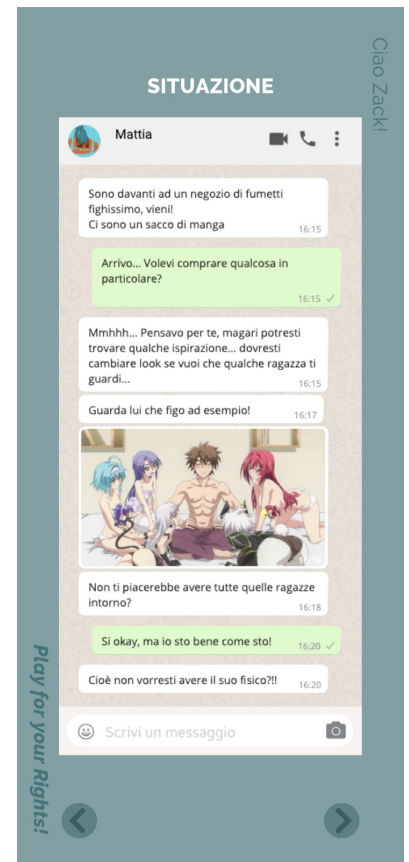 Ciao Zack!
SITUAZIONE
Mattia
Sono davanti ad un negozio di fumetti
fighissimo, vieni!
Ci sono un sacco di manga
16:15
Arrivo... Volevi comprare qualcosa in
particolare?
16:15
Mmhhh... Pensavo per te, magari potresti
trovare qualche ispirazione... dovresti
cambiare look se vuoi che qualche ragazza ti
guardi...
16:15
Guarda lui che figo ad esempio!
16:17
16:18
Non ti piacerebbe avere tutte quelle ragazze
intorno?
16:18
Si okay, ma io sto bene come sto!
16:20
Cioè non vorresti avere il suo fisico?!!
16:20
Scrivi un messaggio
Play for your Rights!